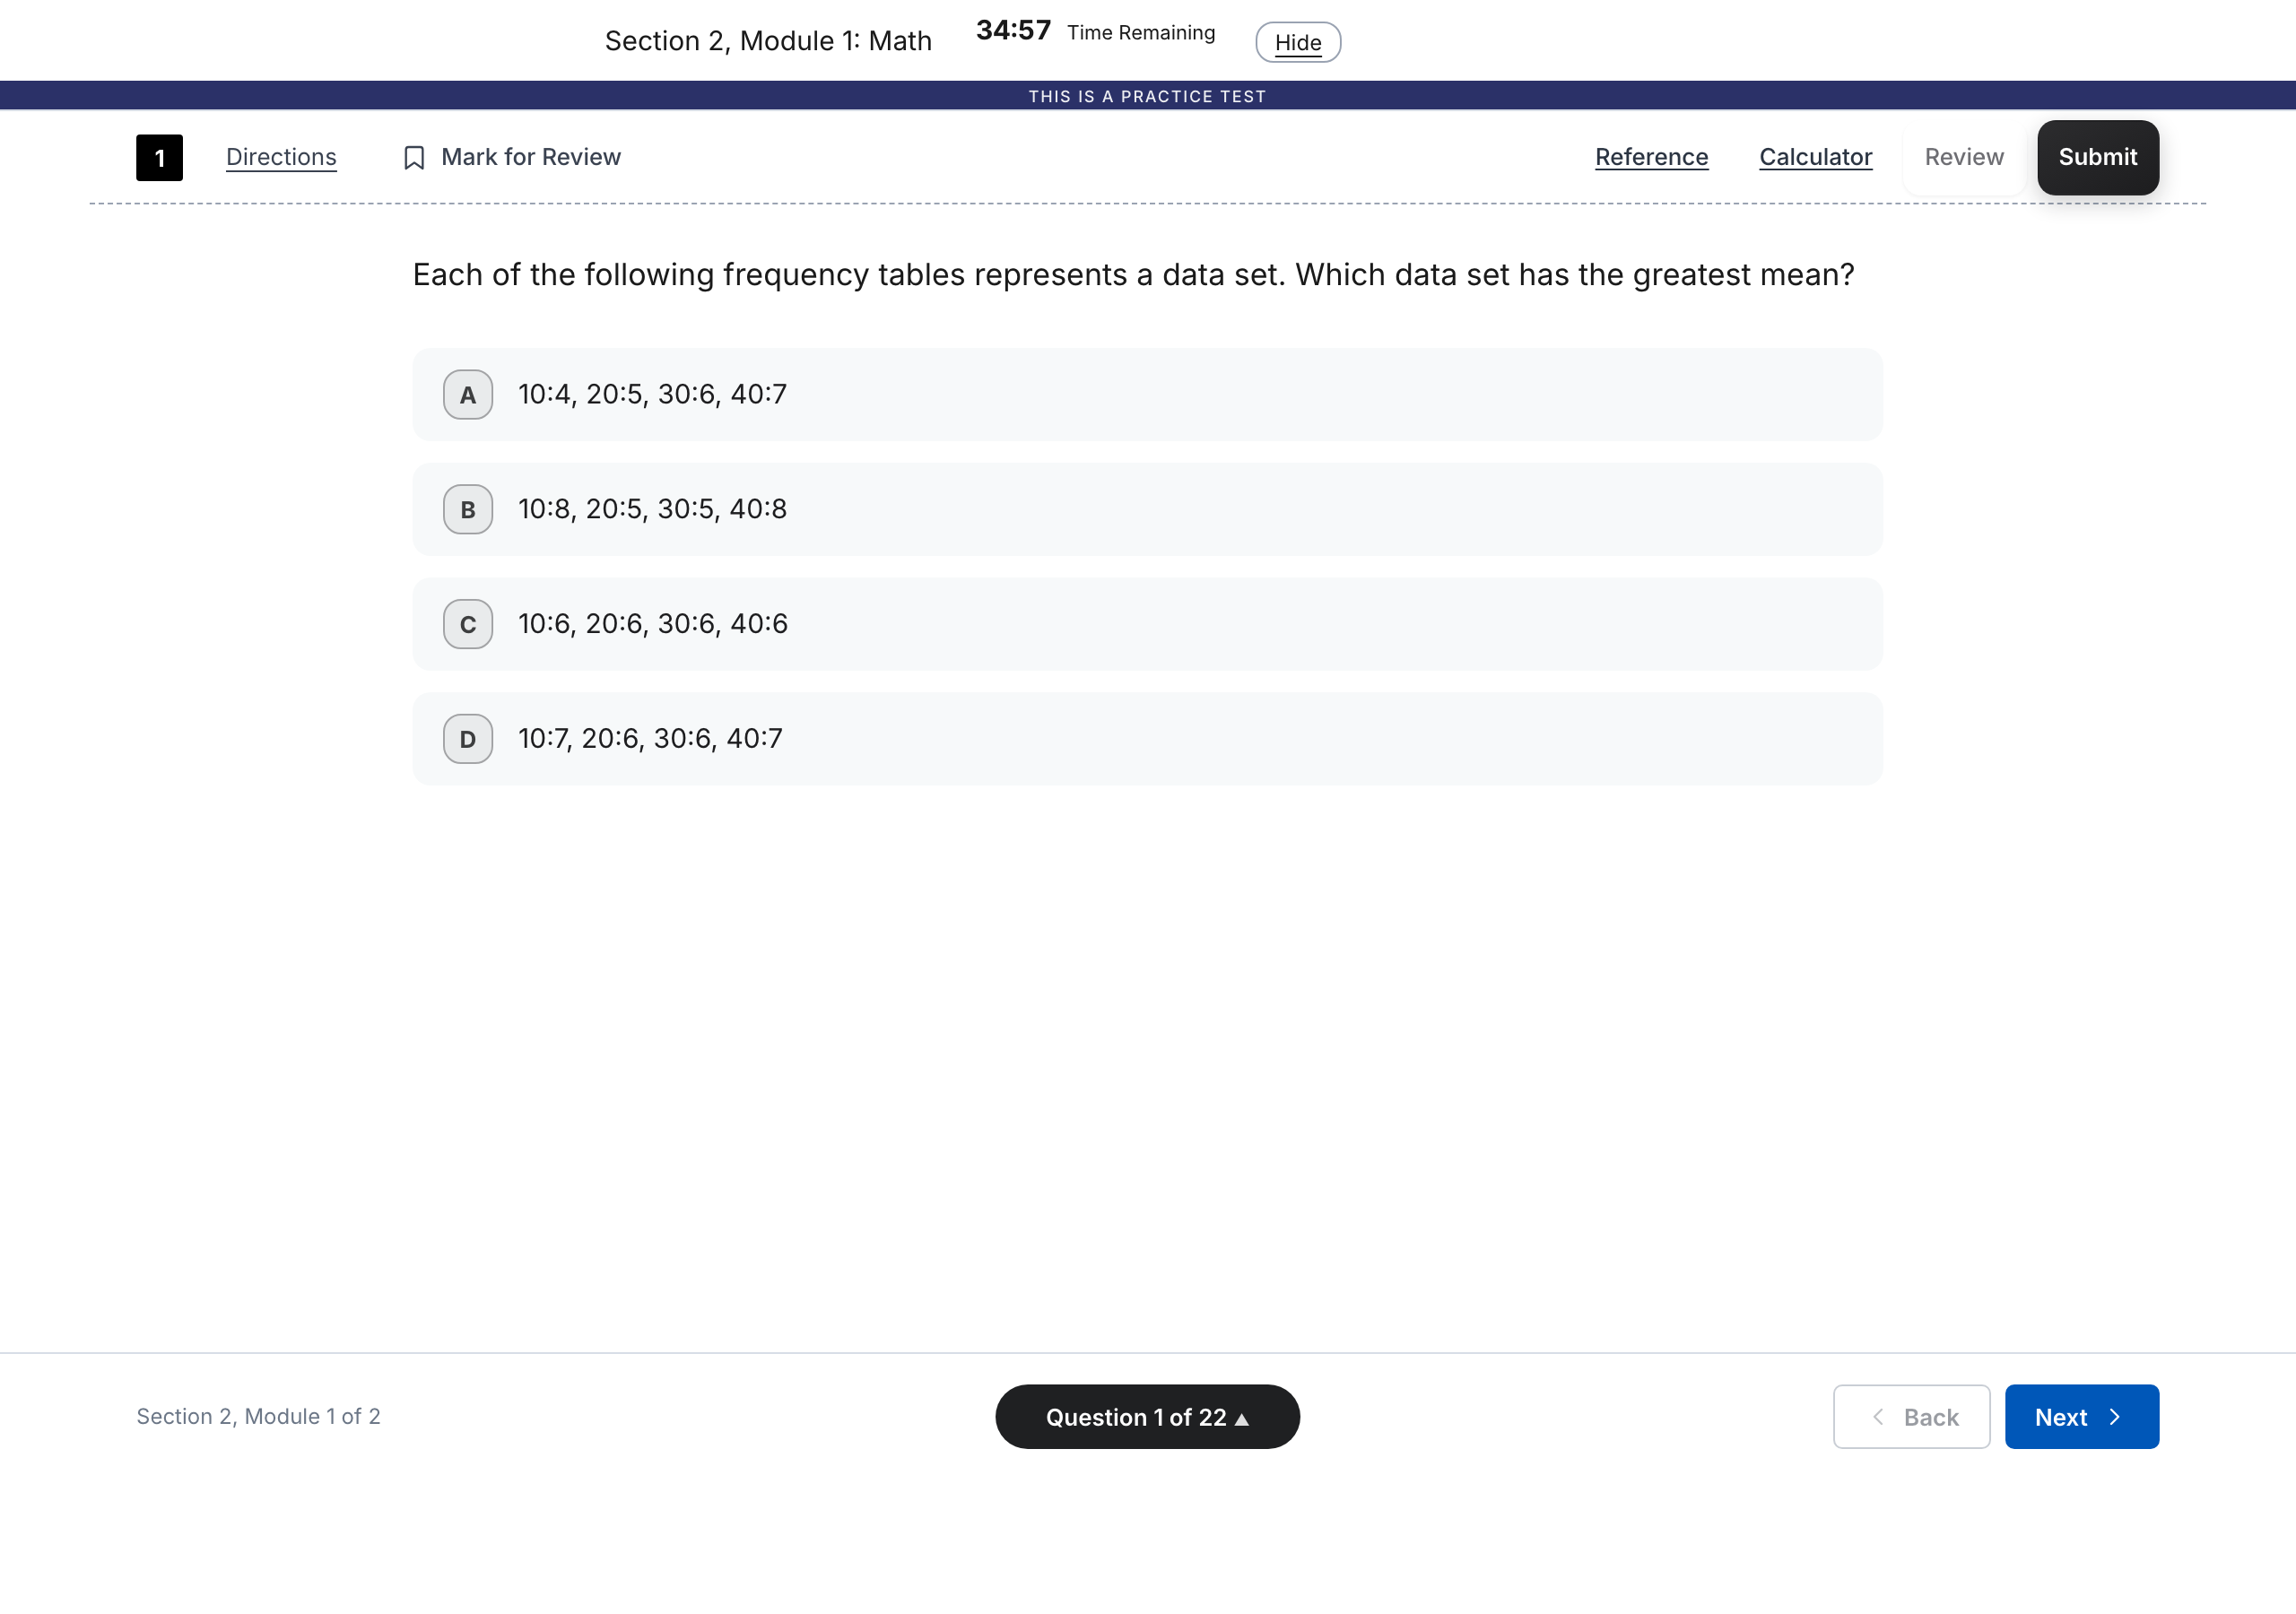 Section 2, Module 1: Math
34:57 Time Remaining
Hide
THIS IS A PRACTICE TEST
1
Directions
Mark for Review
Reference
Calculator
Review
Submit
Each of the following frequency tables represents a data set. Which data set has the greatest mean?
A 10:4, 20:5, 30:6, 40:7
B 10:8, 20:5, 30:5, 40:8
C 10:6, 20:6, 30:6, 40:6
D 10:7, 20:6, 30:6, 40:7
Section 2, Module 1 of 2
Question 1 of 22 ▲
Back
Next